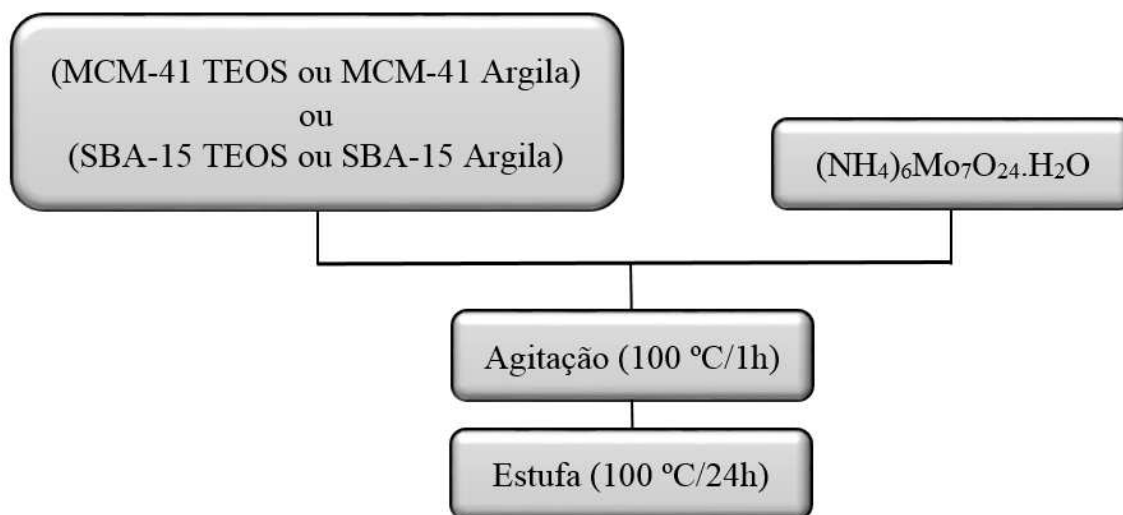 (MCM-41 TEOS ou MCM-41 Argila)
ou
(SBA-15 TEOS ou SBA-15 Argila)
(NH₄)₆Mo₇O₂₄.H₂O
Agitação (100 ºC/1h)
Estufa (100 ºC/24h)